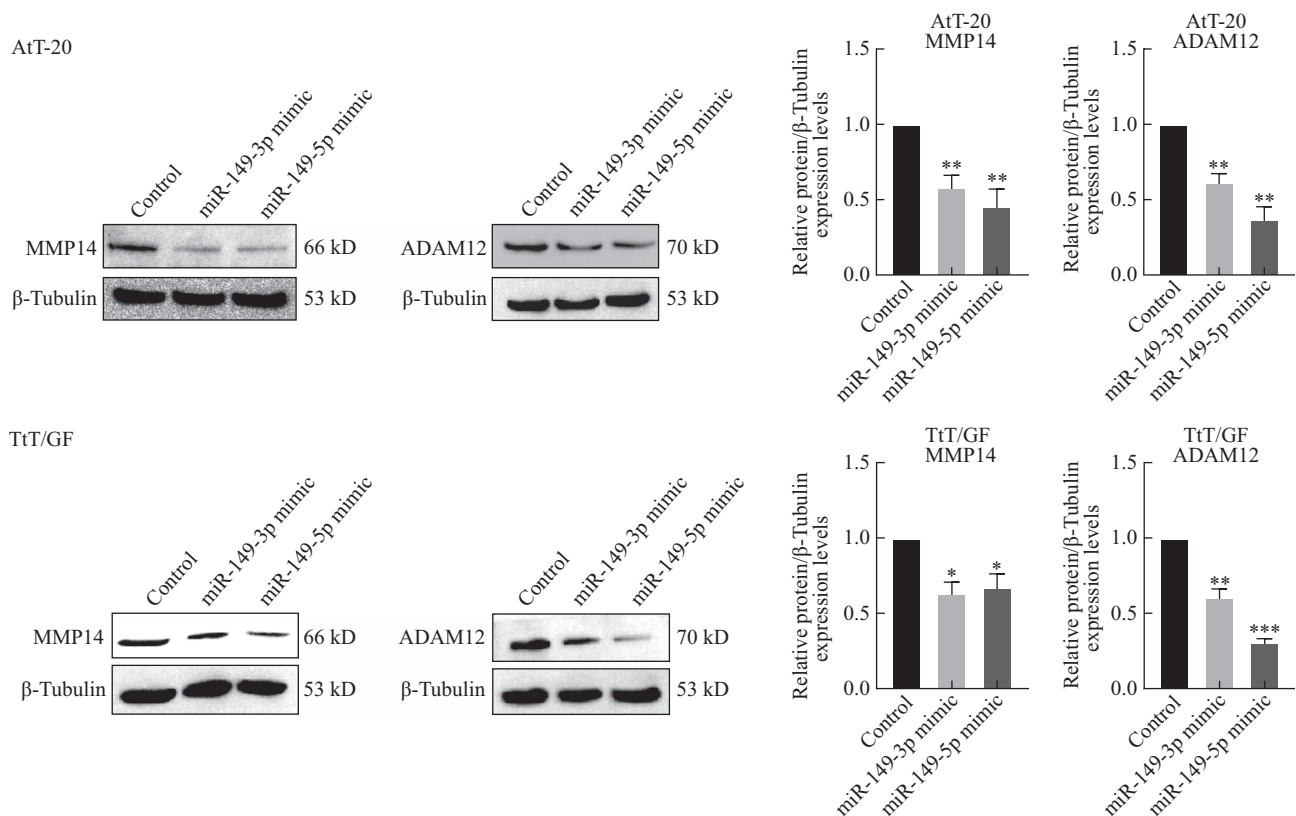 AtT-20
Control
miR-149-3p mimic
miR-149-5p mimic
MMP14
66 kD
β-Tubulin
53 kD
Control
miR-149-3p mimic
miR-149-5p mimic
ADAM12
70 kD
β-Tubulin
53 kD
AtT-20
MMP14
Relative protein/β-Tubulin
expression levels
1.5
1.0
0.5
0.0
**
**
Control
miR-149-3p mimic
miR-149-5p mimic
AtT-20
ADAM12
Relative protein/β-Tubulin
expression levels
1.5
1.0
0.5
0.0
**
**
Control
miR-149-3p mimic
miR-149-5p mimic
TtT/GF
Control
miR-149-3p mimic
miR-149-5p mimic
MMP14
66 kD
β-Tubulin
53 kD
Control
miR-149-3p mimic
miR-149-5p mimic
ADAM12
70 kD
β-Tubulin
53 kD
TtT/GF
MMP14
Relative protein/β-Tubulin
expression levels
1.5
1.0
0.5
0.0
*
*
Control
miR-149-3p mimic
miR-149-5p mimic
TtT/GF
ADAM12
Relative protein/β-Tubulin
expression levels
1.5
1.0
0.5
0.0
**
***
Control
miR-149-3p mimic
miR-149-5p mimic